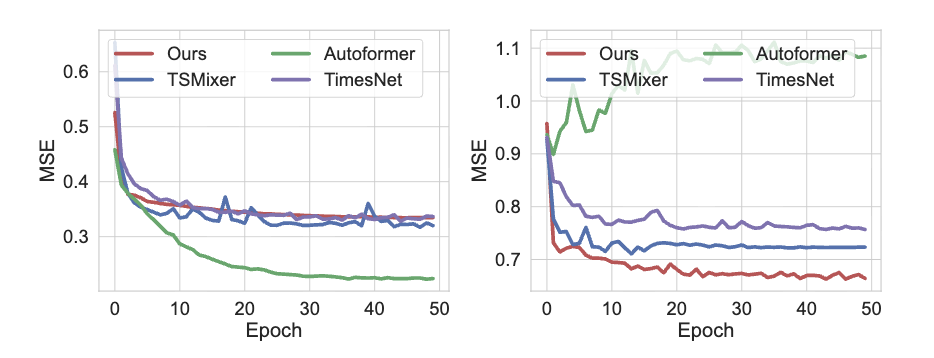 Ours
Autoformer
TSMixer
TimesNet
0.6
0.5
0.4
0.3
MSE
0 10 20 30 40 50
Epoch
Ours
Autoformer
TSMixer
TimesNet
1.1
1.0
0.9
0.8
0.7
MSE
0 10 20 30 40 50
Epoch